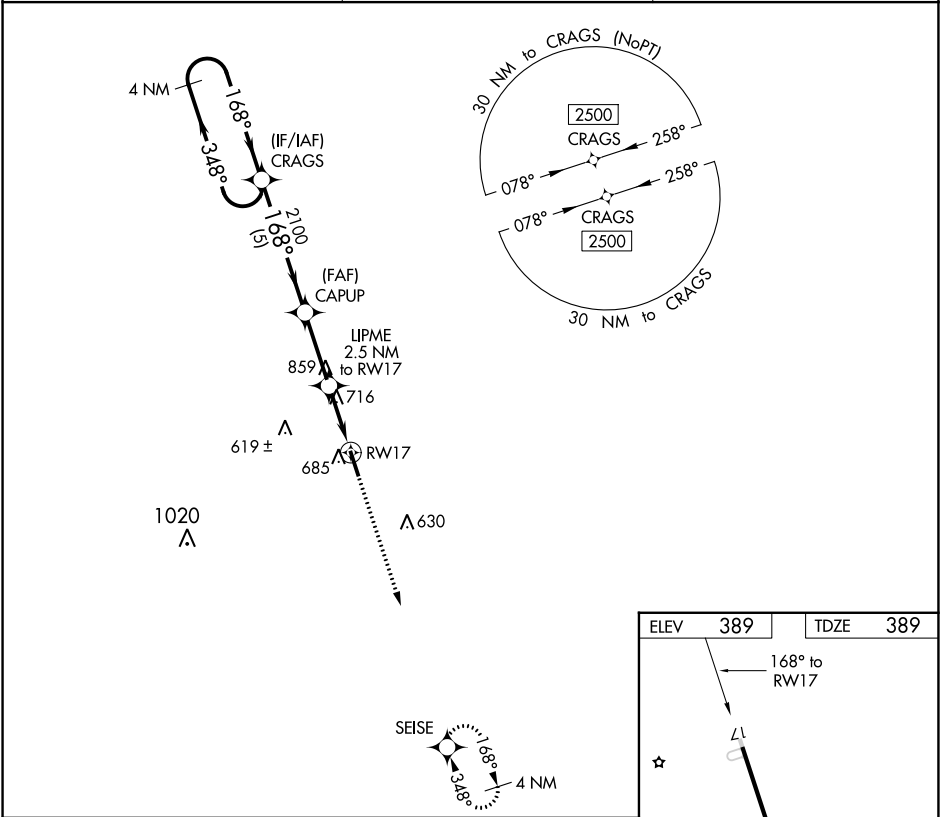 4 NM
168°
348°
(IF/IAF)
CRAGS
2100
168°
(5)
(FAF)
CAPUP
LIPME
2.5 NM
to RW17
859
716
619 ±
685
RW17
1020
630
SEISE
168°
348°
4 NM
30 NM to CRAGS (NoPT)
2500
CRAGS
258°
078°
258°
078°
CRAGS
2500
30 NM to CRAGS
ELEV 389
TDZE 389
168° to
RW17
17